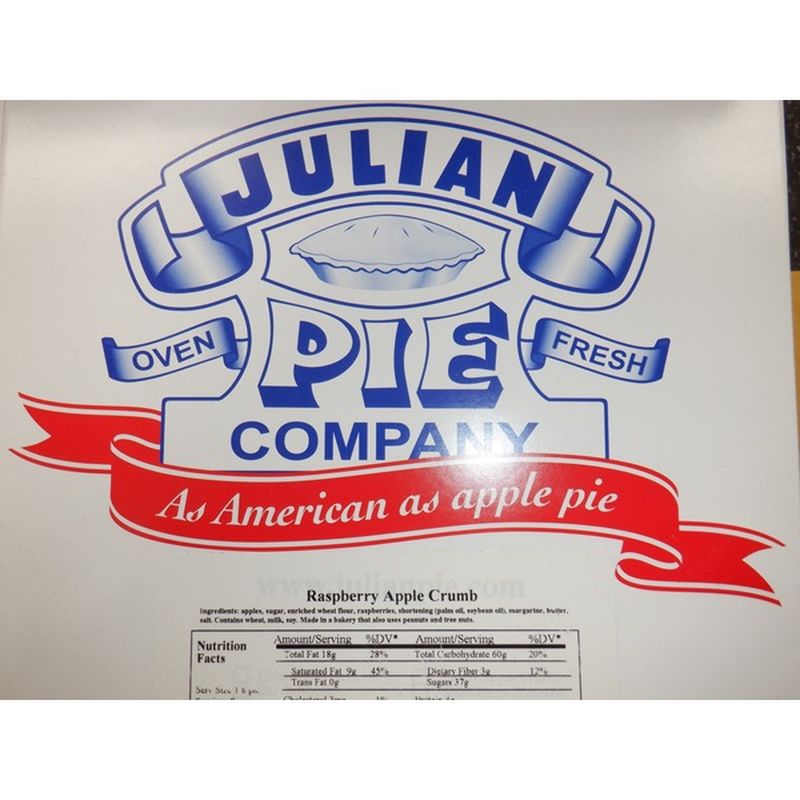 JULIAN
PIE
OVEN FRESH
COMPANY
As American as apple pie
www.julianpie.com
Raspberry Apple Crumb
Ingredients: apples, sugar, enriched wheat flour, raspberries, shortening (palm oil, soybean oil), margarine, butter,
salt. Contains wheat, milk, soy. Made in a bakery that also uses peanuts and tree nuts.
Nutrition Amount/Serving %DV* Amount/Serving %DV*
Facts Total Fat 18g 28% Total Carbohydrate 60g 20%
Saturated Fat 9g 45% Dietary Fiber 3g 12%
Trans Fat 0g Sugars 37g